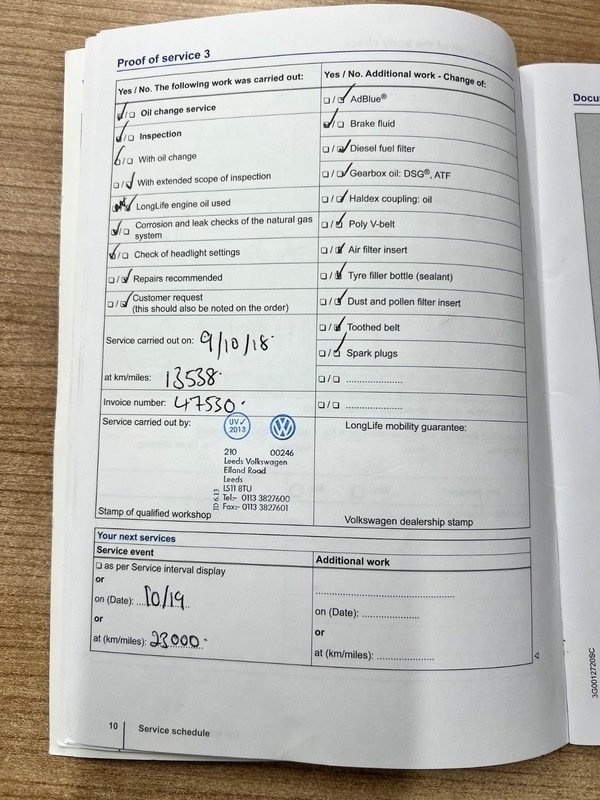 Proof of service 3
Yes / No. The following work was carried out:
Oil change service
Inspection
With oil change
With extended scope of inspection
LongLife engine oil used
Corrosion and leak checks of the natural gas
system
Check of headlight settings
Repairs recommended
Customer request
(this should also be noted on the order)
Service carried out on: 9/10/18
at km/miles: 13538
Invoice number: 47530
Service carried out by:
UV✓
2013
210 00246
Leeds Volkswagen
Elland Road
Leeds
LS11 8TU
Tel:- 0113 3827600
Fax:- 0113 3827601
ID 6.13
Stamp of qualified workshop
Yes / No. Additional work - Change of:
AdBlue®
Brake fluid
Diesel fuel filter
Gearbox oil: DSG®, ATF
Haldex coupling: oil
Poly V-belt
Air filter insert
Tyre filler bottle (sealant)
Dust and pollen filter insert
Toothed belt
Spark plugs
☐ / ☐ ......................
☐ / ☐ ......................
LongLife mobility guarantee:
Volkswagen dealership stamp
Your next services
Service event
☐ as per Service interval display
or
on (Date): 10/19
or
at (km/miles): 23000
Additional work
on (Date): ......................
or
at (km/miles): ......................
10 Service schedule
Docu
3G0012720SC